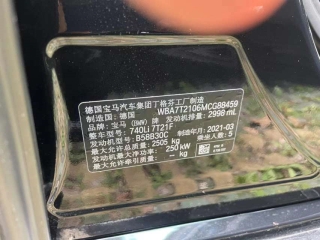 德国宝马汽车集团丁格芬工厂制造
制造国：德国 WBA7T2106MCG88459
品牌：宝马（BMW）牌 发动机排量：2998 mL
整车型号：740Li 7T21F
发动机型号：B58B30C 制造年月：2021-03
最大允许总质量：2505 kg 乘坐人数：5
发动机最大净功率：250 kW
最大允许牵引质量：— kg